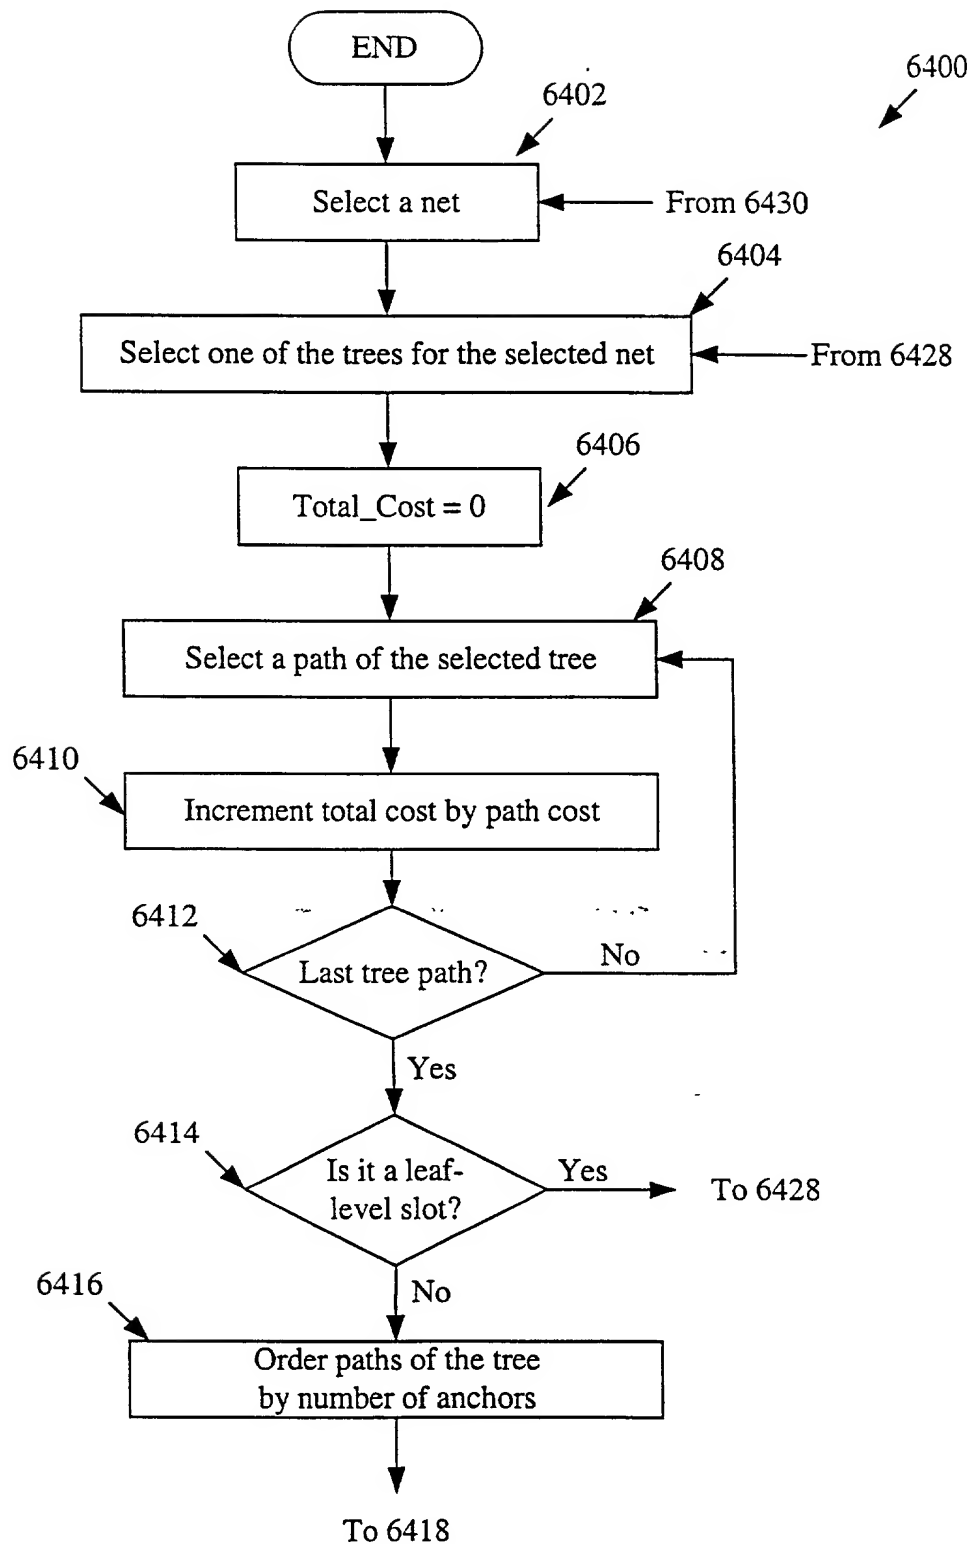 END
6400
6402
Select a net
From 6430
6404
Select one of the trees for the selected net
From 6428
6406
Total_Cost = 0
6408
Select a path of the selected tree
6410
Increment total cost by path cost
6412
Last tree path?
No
Yes
6414
Is it a leaf-
level slot?
Yes
To 6428
No
6416
Order paths of the tree
by number of anchors
To 6418